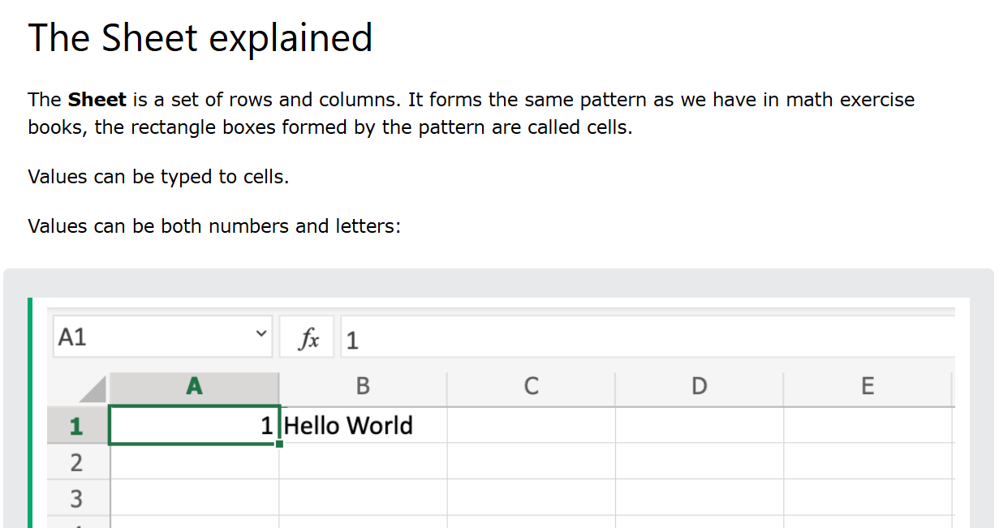 The Sheet explained
The Sheet is a set of rows and columns. It forms the same pattern as we have in math exercise
books, the rectangle boxes formed by the pattern are called cells.
Values can be typed to cells.
Values can be both numbers and letters:
A1 fx 1
A B C D E
1 1 Hello World
2
3